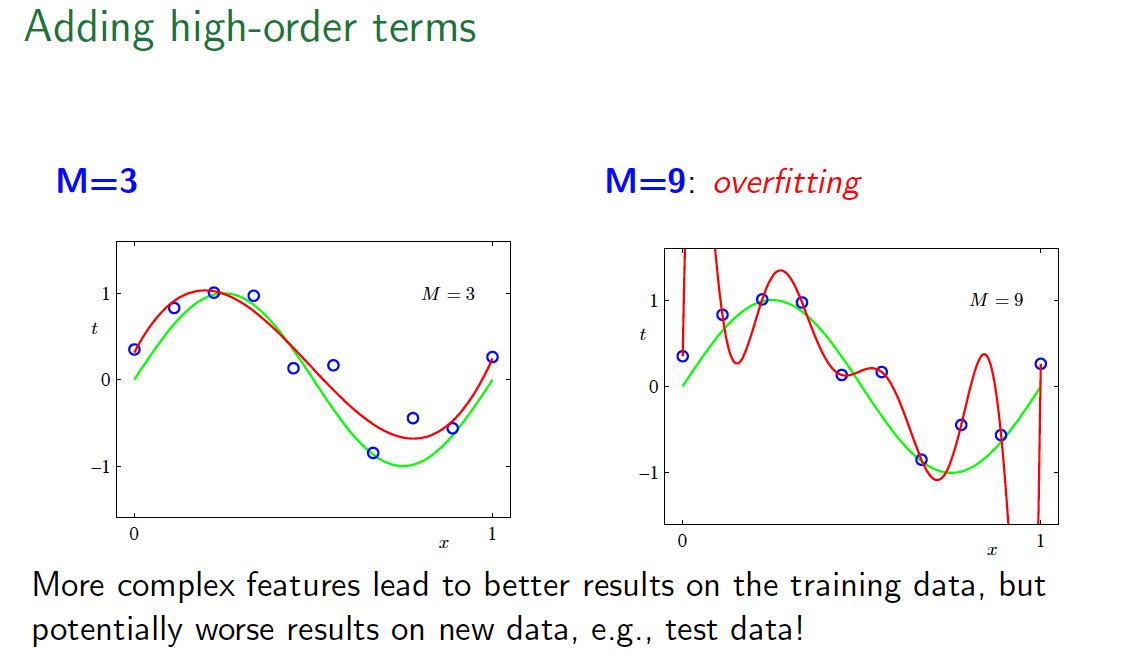 Adding high-order terms
M=3
M=9: overfitting
M = 3
1
t
0
−1
0
x
1
M = 9
1
t
0
−1
0
x
1
More complex features lead to better results on the training data, but
potentially worse results on new data, e.g., test data!